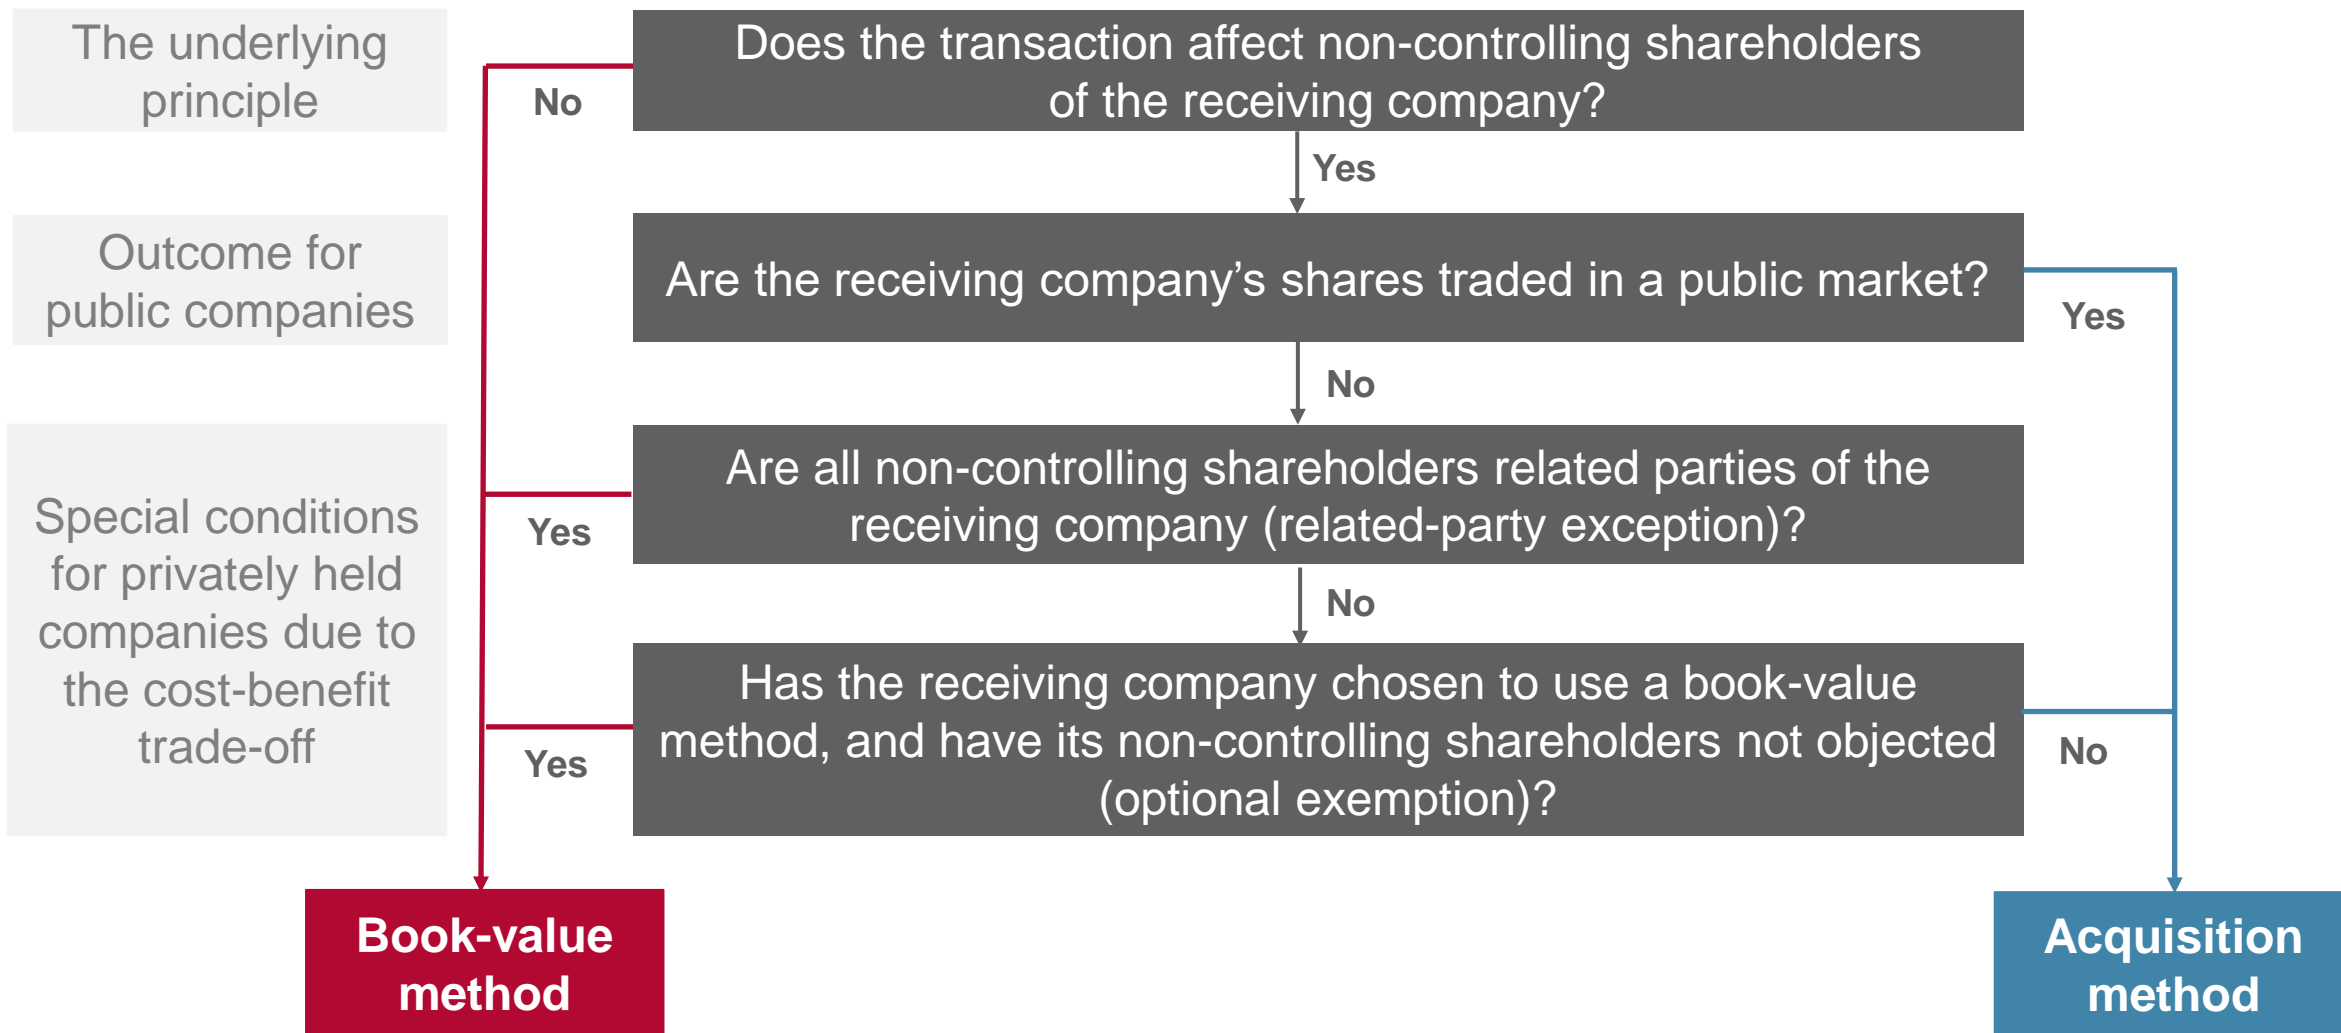 The underlying
principle
Does the transaction affect non-controlling shareholders
of the receiving company?
No
Yes
Outcome for
public companies
Are the receiving company’s shares traded in a public market?
Yes
No
Special conditions
for privately held
companies due to
the cost-benefit
trade-off
Are all non-controlling shareholders related parties of the
receiving company (related-party exception)?
Yes
No
Has the receiving company chosen to use a book-value
method, and have its non-controlling shareholders not objected
(optional exemption)?
Yes
No
Book-value
method
Acquisition
method